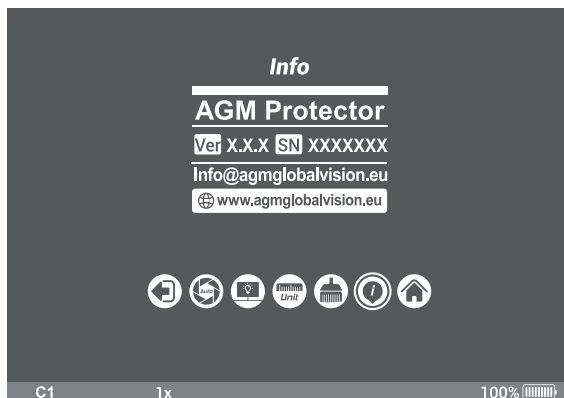 Info
AGM Protector
Ver X.X.X SN XXXXXXX
Info@agmglobalvision.eu
www.agmglobalvision.eu
Auto
Unit
i
C1 1x 100%